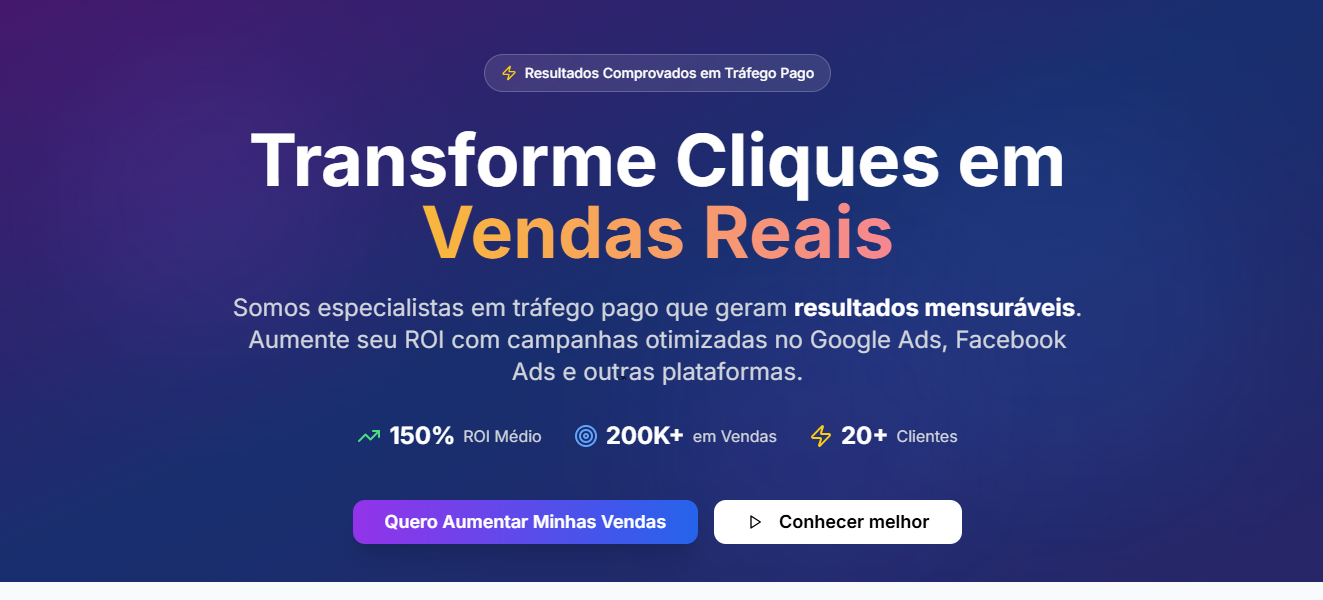 Resultados Comprovados em Tráfego Pago
Transforme Cliques em
Vendas Reais
Somos especialistas em tráfego pago que geram resultados mensuráveis.
Aumente seu ROI com campanhas otimizadas no Google Ads, Facebook
Ads e outras plataformas.
150% ROI Médio 200K+ em Vendas 20+ Clientes
Quero Aumentar Minhas Vendas Conhecer melhor